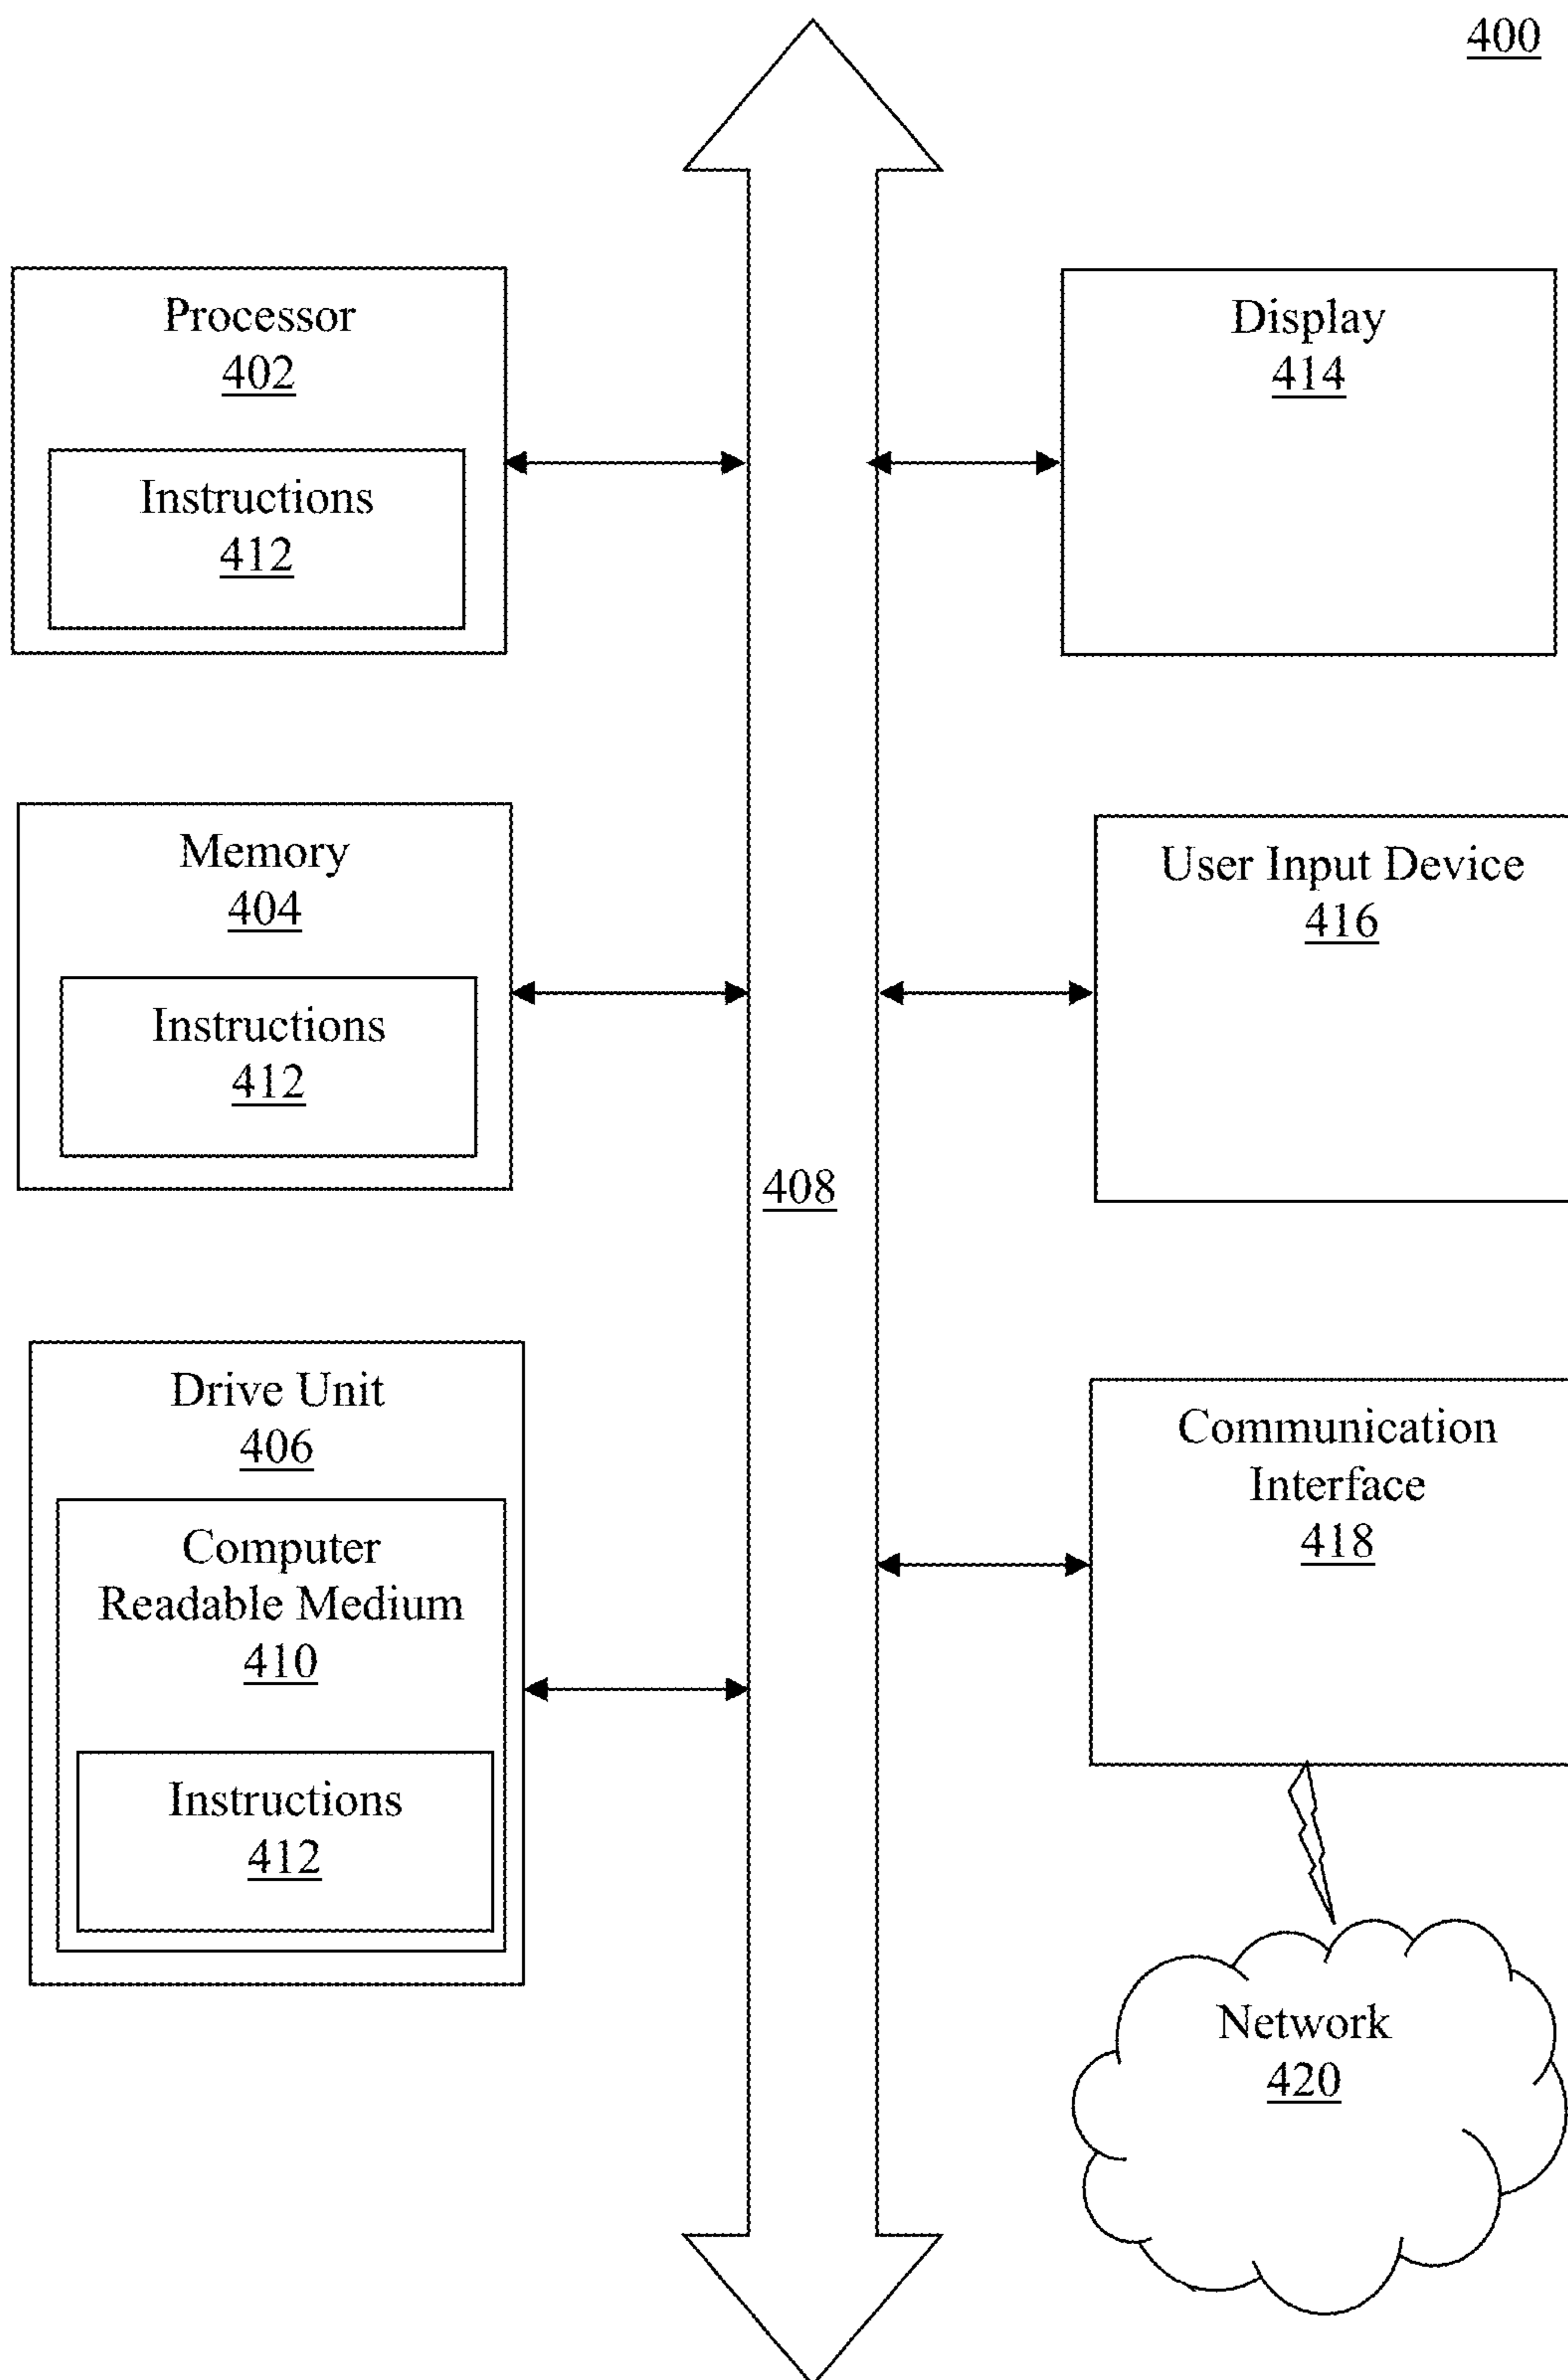 400
Processor
402
Instructions
412
Memory
404
Instructions
412
Drive Unit
406
Computer
Readable Medium
410
Instructions
412
408
Display
414
User Input Device
416
Communication
Interface
418
Network
420